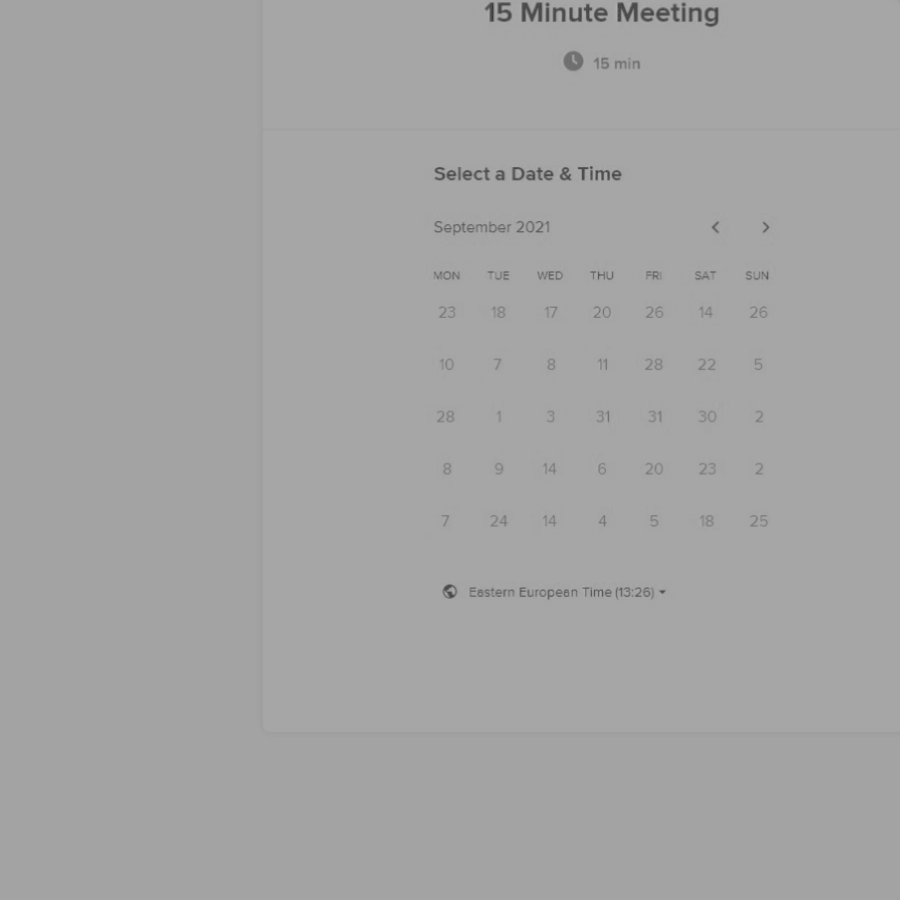 15 Minute Meeting
15 min
Select a Date & Time
September 2021
MON TUE WED THU FRI SAT SUN
23 18 17 20 26 14 26
10 7 8 11 28 22 5
28 1 3 31 31 30 2
8 9 14 6 20 23 2
7 24 14 4 5 18 25
Eastern European Time (13:26)